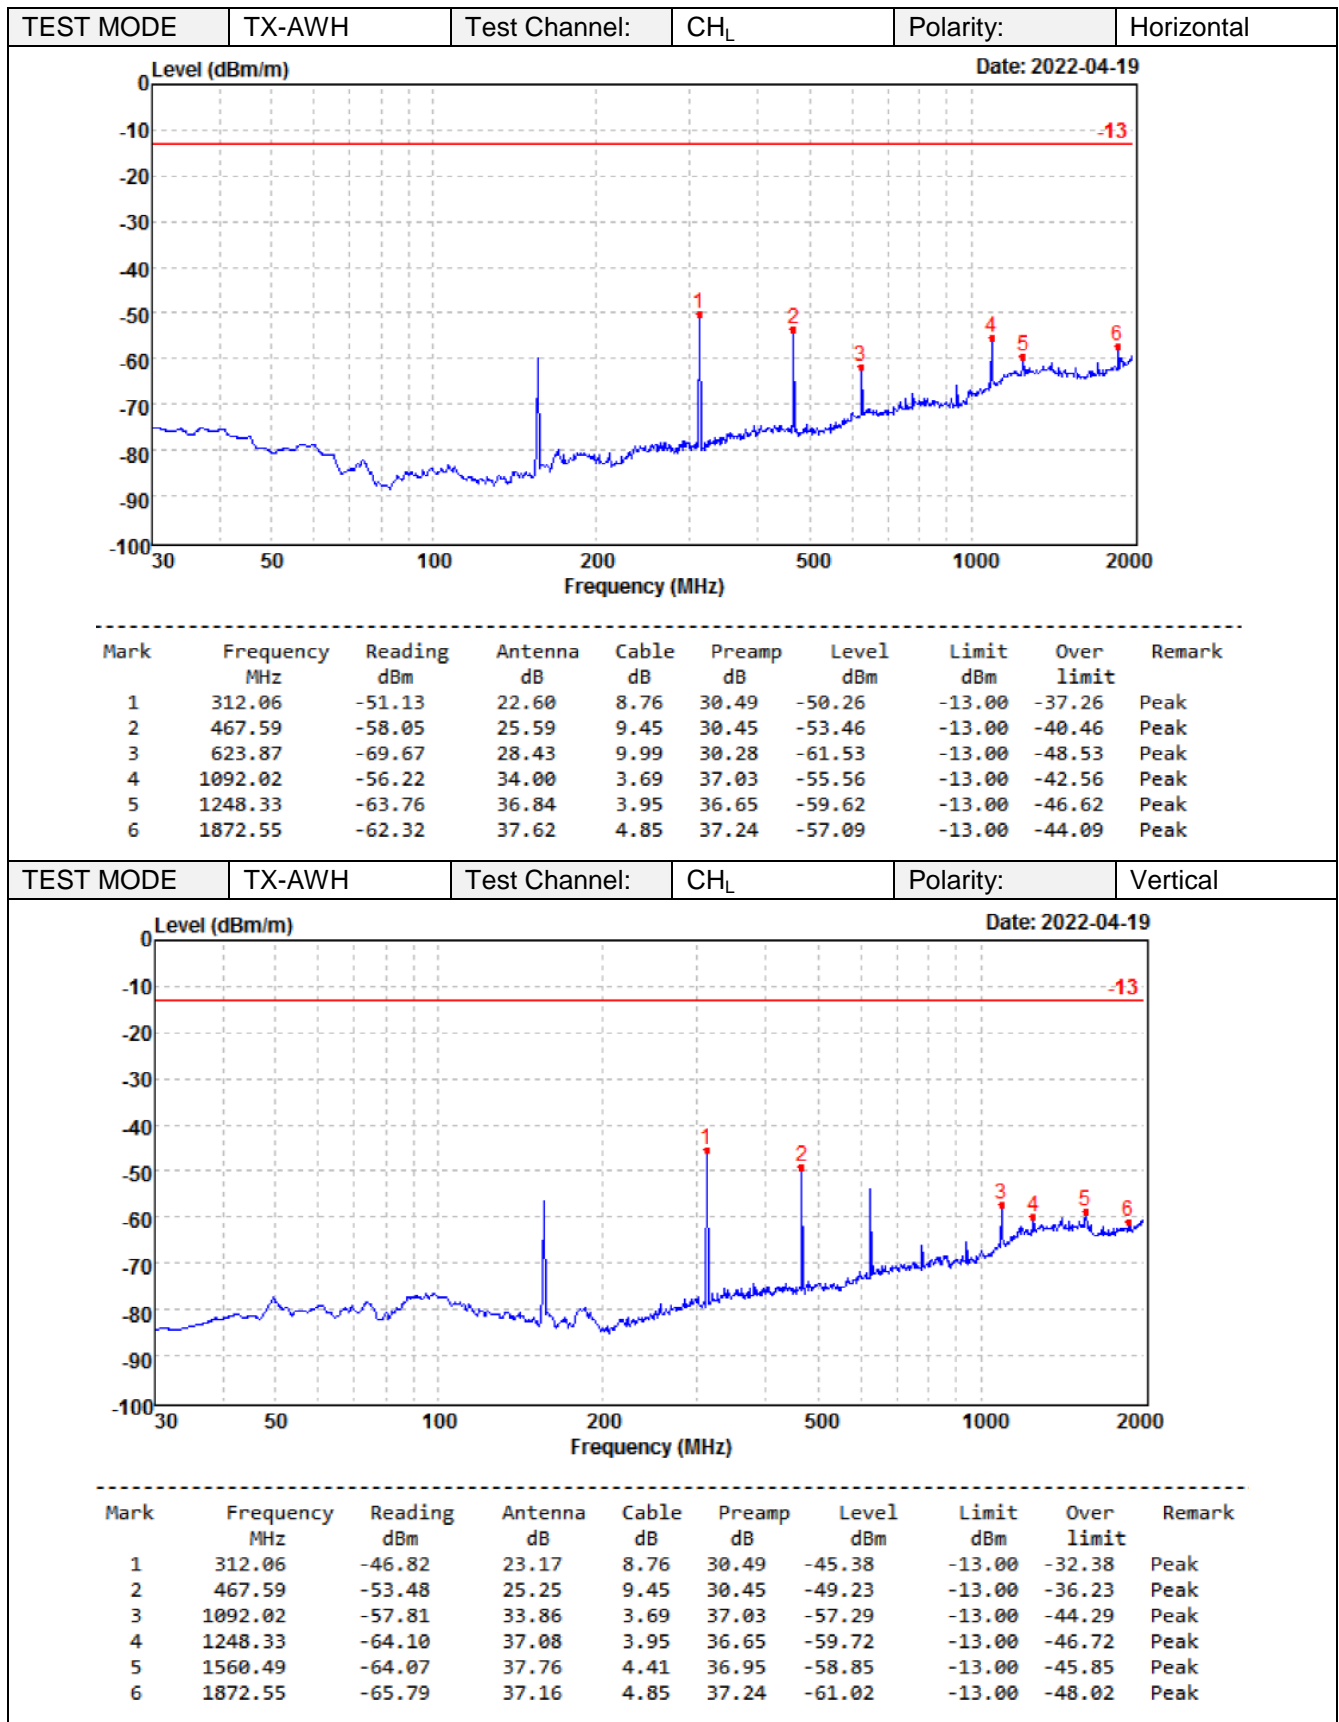 TEST MODE TX-AWH Test Channel: CHL Polarity: Horizontal
Level (dBm/m) Date: 2022-04-19
0
-10
-13
-20
-30
-40
-50
-60
-70
-80
-90
-100
1 2 3 4 5 6
30 50 100 200 500 1000 2000
Frequency (MHz)
Mark Frequency Reading Antenna Cable Preamp Level Limit Over Remark
MHz dBm dB dB dB dBm dBm limit
1 312.06 -51.13 22.60 8.76 30.49 -50.26 -13.00 -37.26 Peak
2 467.59 -58.05 25.59 9.45 30.45 -53.46 -13.00 -40.46 Peak
3 623.87 -69.67 28.43 9.99 30.28 -61.53 -13.00 -48.53 Peak
4 1092.02 -56.22 34.00 3.69 37.03 -55.56 -13.00 -42.56 Peak
5 1248.33 -63.76 36.84 3.95 36.65 -59.62 -13.00 -46.62 Peak
6 1872.55 -62.32 37.62 4.85 37.24 -57.09 -13.00 -44.09 Peak
TEST MODE TX-AWH Test Channel: CHL Polarity: Vertical
Level (dBm/m) Date: 2022-04-19
0
-10
-13
-20
-30
-40
-50
-60
-70
-80
-90
-100
1 2 3 4 5 6
30 50 100 200 500 1000 2000
Frequency (MHz)
Mark Frequency Reading Antenna Cable Preamp Level Limit Over Remark
MHz dBm dB dB dB dBm dBm limit
1 312.06 -46.82 23.17 8.76 30.49 -45.38 -13.00 -32.38 Peak
2 467.59 -53.48 25.25 9.45 30.45 -49.23 -13.00 -36.23 Peak
3 1092.02 -57.81 33.86 3.69 37.03 -57.29 -13.00 -44.29 Peak
4 1248.33 -64.10 37.08 3.95 36.65 -59.72 -13.00 -46.72 Peak
5 1560.49 -64.07 37.76 4.41 36.95 -58.85 -13.00 -45.85 Peak
6 1872.55 -65.79 37.16 4.85 37.24 -61.02 -13.00 -48.02 Peak